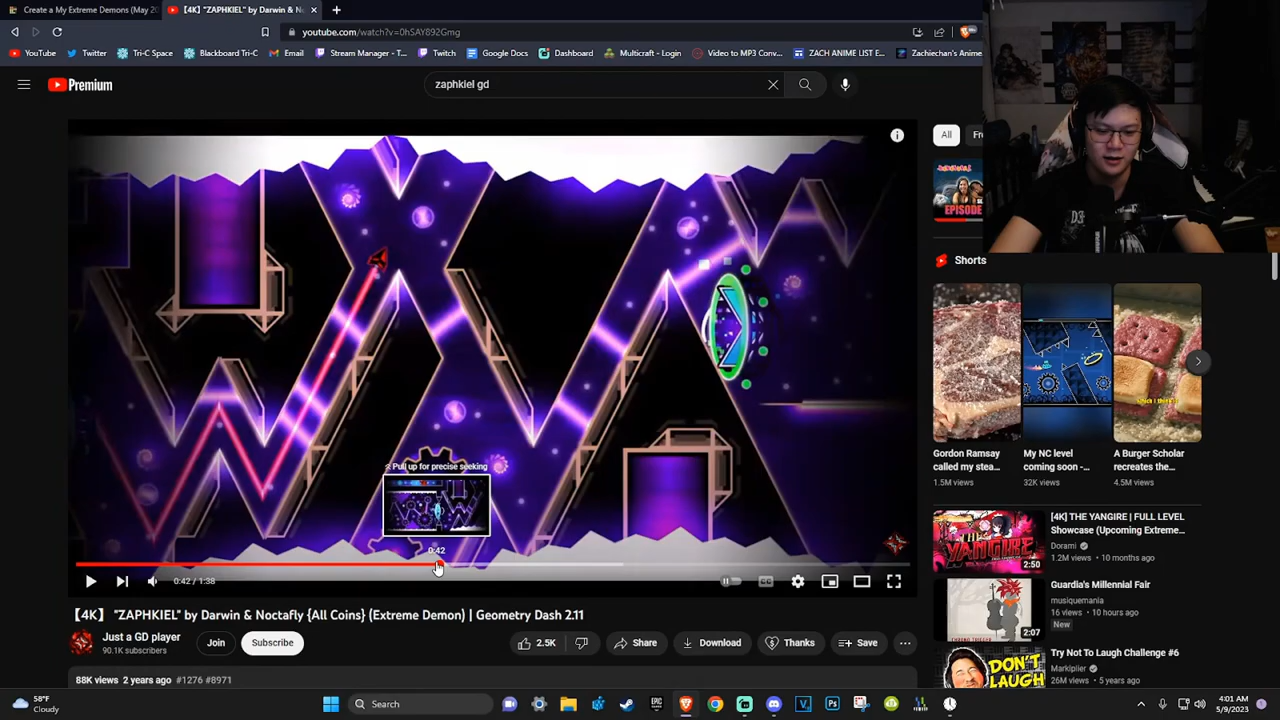 Create a My Extreme Demons (May 20
【4K】 "ZAPHKIEL" by Darwin & N
youtube.com/watch?v=0hSAY892Gmg
YouTube Twitter Tri-C Space Blackboard Tri-C Email Stream Manager - T... Twitch Google Docs Dashboard Multicraft - Login Video to MP3 Conv... ZACH ANIME LIST E... Zachiechan's Anime
Premium
zaphkiel gd
All
EPISODE
Shorts
Gordon Ramsay
called my stea...
1.5M views
My NC level
coming soon -...
32K views
A Burger Scholar
recreates the...
4.5M views
Pull up for precise seeking
0:42
0:42 / 1:38
【4K】 "ZAPHKIEL" by Darwin & Noctafly {All Coins} (Extreme Demon) | Geometry Dash 2.11
Just a GD player
90.1K subscribers
Join
Subscribe
2.5K
Share
Download
Thanks
Save
88K views 2 years ago #1276 #8971
THE YANGIRE
2:50
[4K] THE YANGIRE | FULL LEVEL
Showcase (Upcoming Extreme...
Dorami
1.2M views • 10 months ago
2:07
Guardia's Millennial Fair
musiquemania
16 views • 10 hours ago
New
DON'T
LAUGH
Try Not To Laugh Challenge #6
Markiplier
26M views • 5 years ago
58°F
Cloudy
Search
4:01 AM
5/9/2023